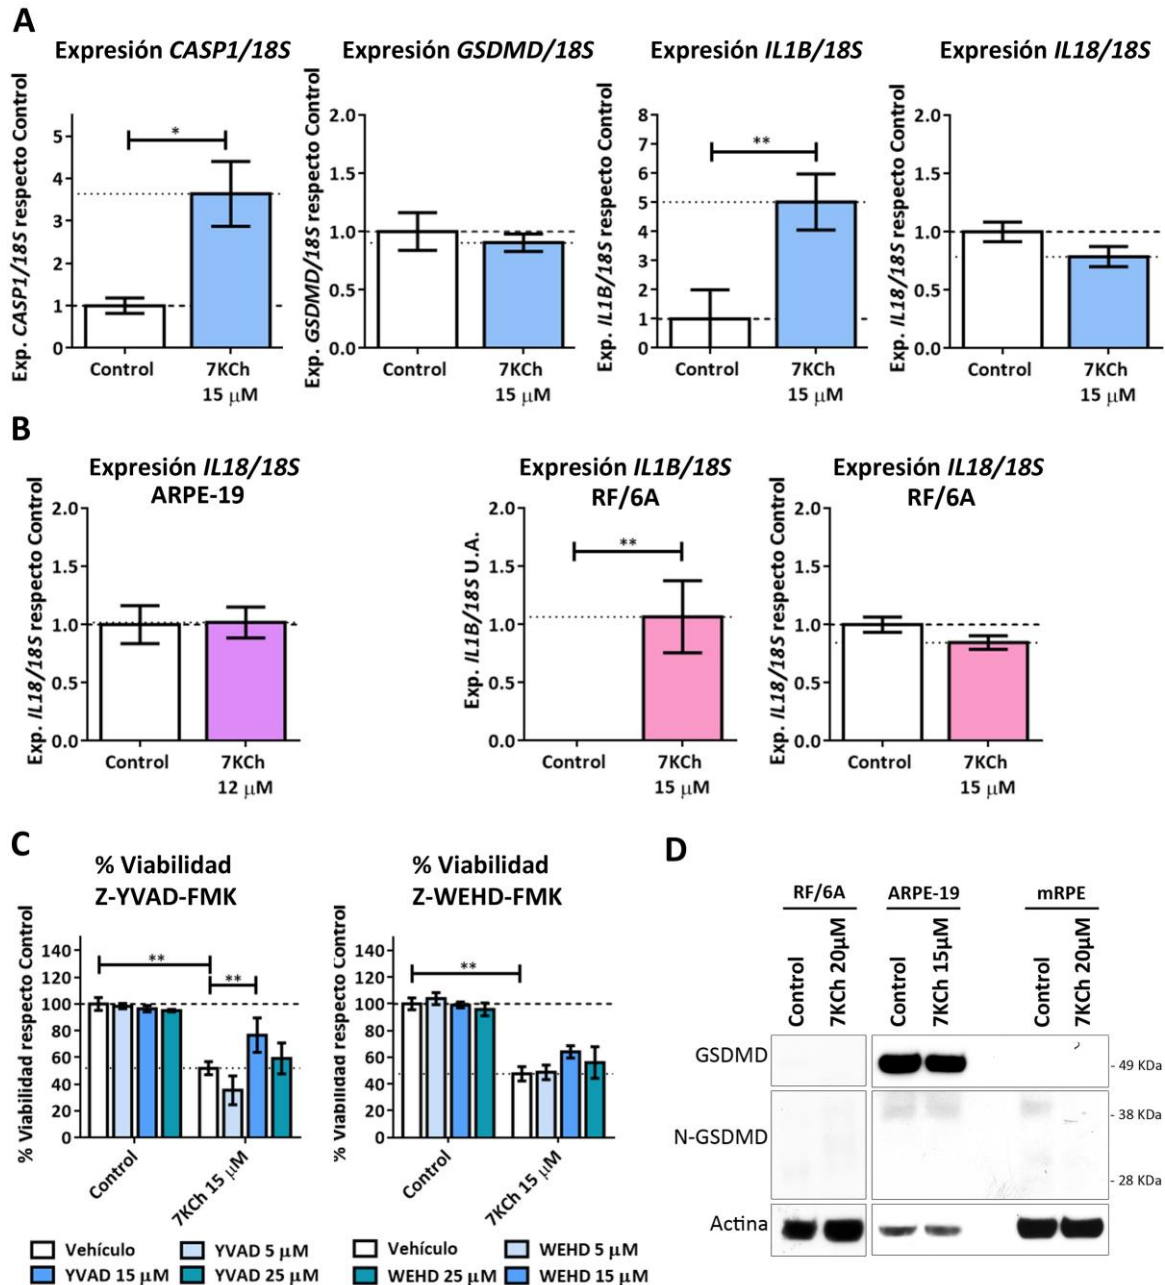 A
Expresión CASP1/18S
Exp. CASP1/18S respecto Control
5
4
3
2
1
0
*
Control
7KCh
15 μM
Expresión GSDMD/18S
Exp. GSDMD/18S respecto Control
2.0
1.5
1.0
0.5
0.0
Control
7KCh
15 μM
Expresión IL1B/18S
Exp. IL1B/18S respecto Control
8
7
6
5
4
3
2
1
0
**
Control
7KCh
15 μM
Expresión IL18/18S
Exp. IL18/18S respecto Control
2.0
1.5
1.0
0.5
0.0
Control
7KCh
15 μM
B
Expresión IL18/18S
ARPE-19
Exp. IL18/18S respecto Control
2.0
1.5
1.0
0.5
0.0
Control
7KCh
12 μM
Expresión IL1B/18S
RF/6A
Exp. IL1B/18S U.A.
2.0
1.5
1.0
0.5
0.0
**
Control
7KCh
15 μM
Expresión IL18/18S
RF/6A
Exp. IL18/18S respecto Control
2.0
1.5
1.0
0.5
0.0
Control
7KCh
15 μM
C
% Viabilidad
Z-YVAD-FMK
% Viabilidad respecto Control
140
120
100
80
60
40
20
0
**
**
Control
7KCh 15 μM
Vehículo
YVAD 5 μM
YVAD 15 μM
YVAD 25 μM
% Viabilidad
Z-WEHD-FMK
% Viabilidad respecto Control
140
120
100
80
60
40
20
0
**
Control
7KCh 15 μM
Vehículo
WEHD 5 μM
WEHD 25 μM
WEHD 15 μM
D
RF/6A
ARPE-19
mRPE
Control
7KCh 20μM
Control
7KCh 15μM
Control
7KCh 20μM
GSDMD
- 49 KDa
N-GSDMD
- 38 KDa
- 28 KDa
Actina